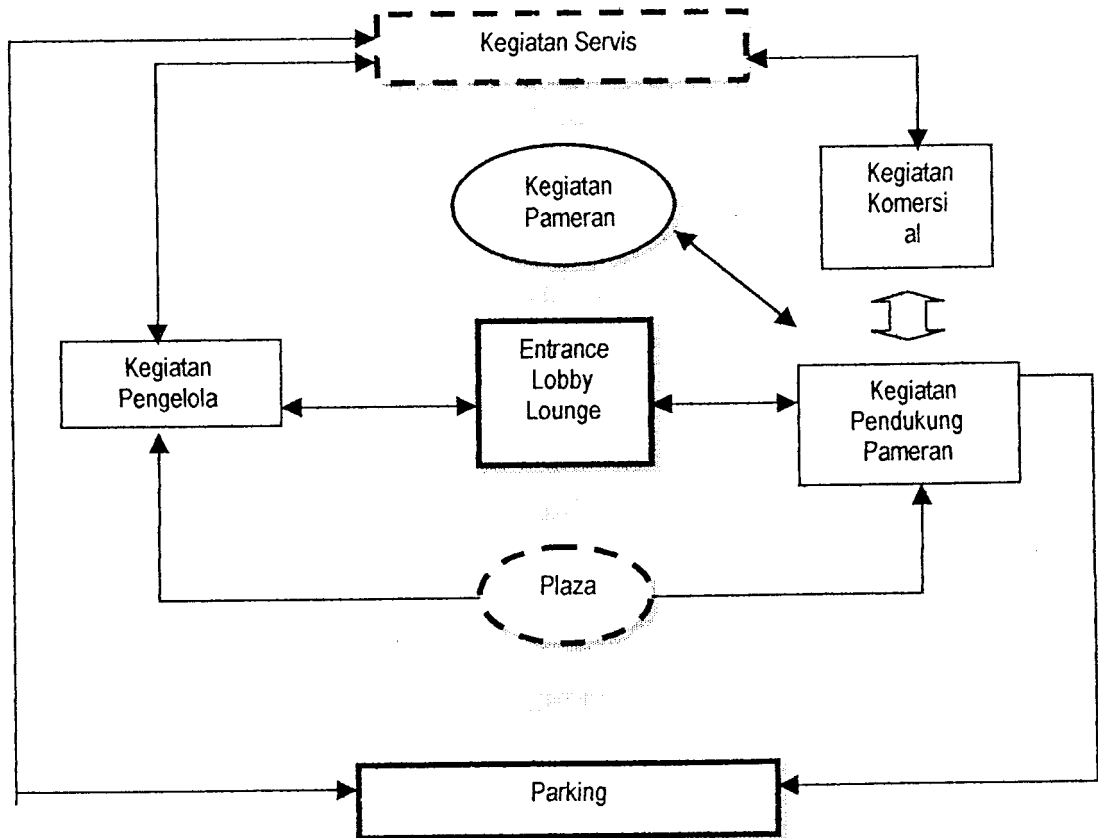 Kegiatan Servis
Kegiatan
Pameran
Kegiatan
Komersi
al
Kegiatan
Pengelola
Entrance
Lobby
Lounge
Kegiatan
Pendukung
Pameran
Plaza
Parking